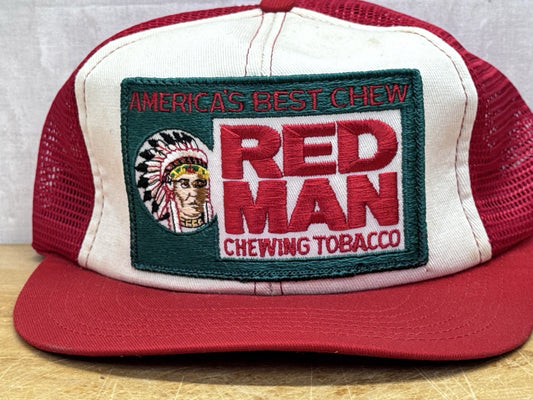 AMERICA'S BEST CHEW
RED
MAN
CHEWING TOBACCO